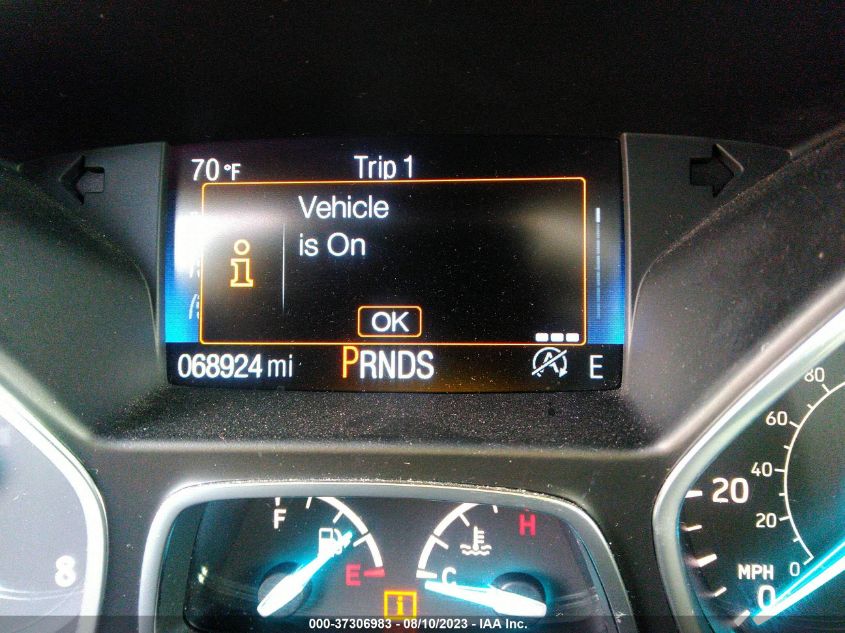 70 °F Trip 1
Vehicle
is On
OK
068924 mi PRNDS E
F
E
H
C
8
80
60
40
20
0
20
MPH
0
000-37306983 - 08/10/2023 - IAA Inc.